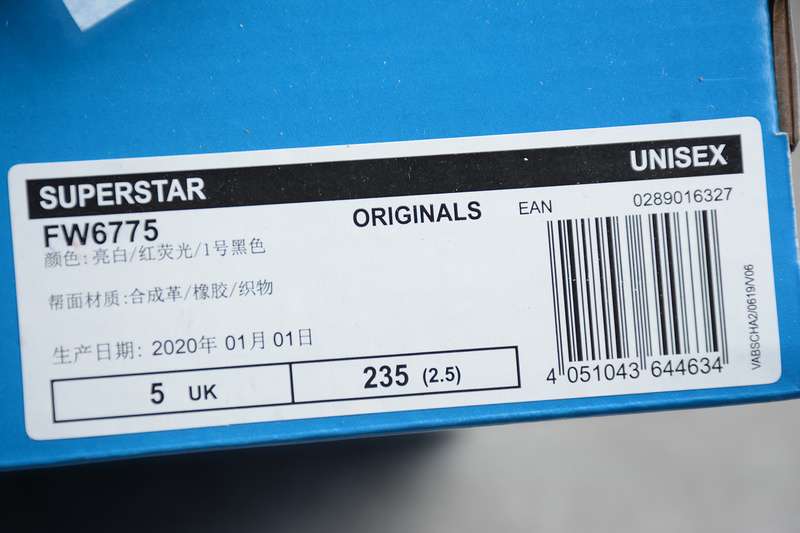 SUPERSTAR
UNISEX
FW6775
ORIGINALS
EAN
0289016327
颜色:亮白/红荧光/1号黑色
帮面材质:合成革/橡胶/织物
生产日期: 2020年 01月 01日
5 UK
235 (2.5)
4 051043 644634
VABSCHA2/0619/V06